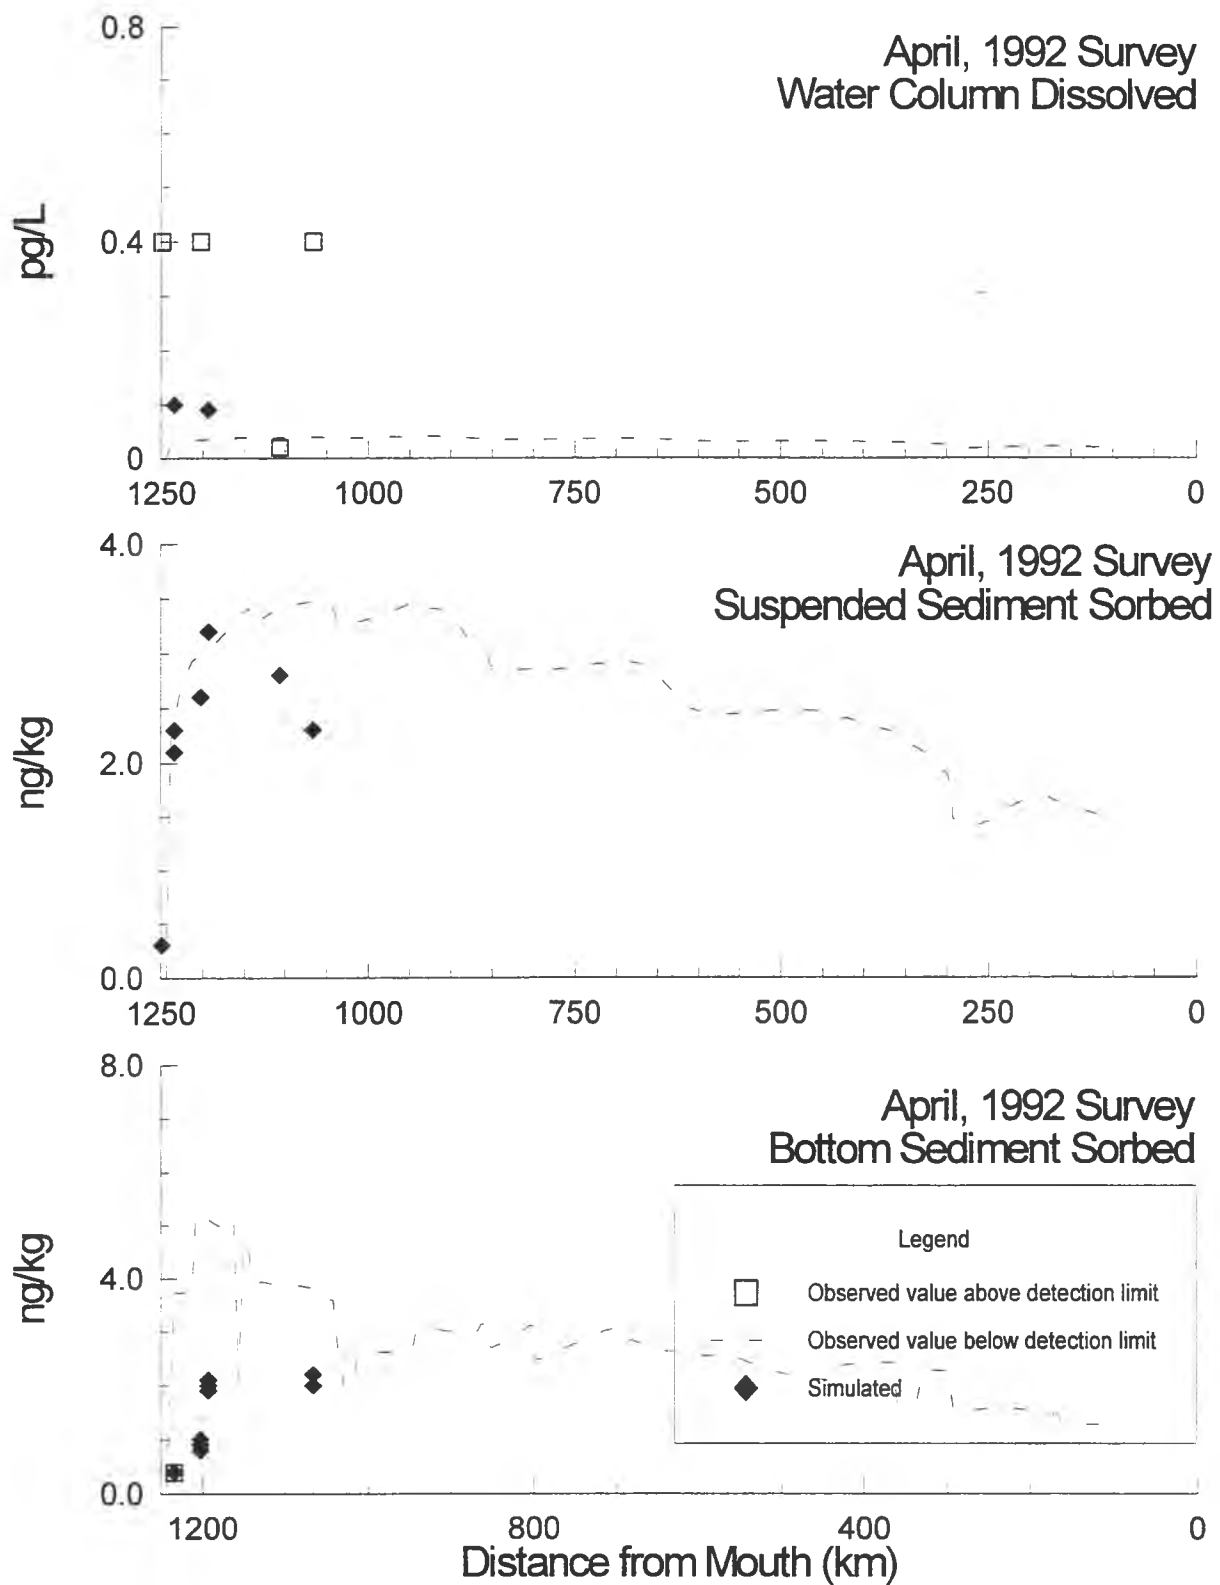 0.8
April, 1992 Survey
Water Column Dissolved
pg/L
0.4
0
1250 1000 750 500 250 0
4.0
April, 1992 Survey
Suspended Sediment Sorbed
ng/kg
2.0
0.0
1250 1000 750 500 250 0
8.0
April, 1992 Survey
Bottom Sediment Sorbed
ng/kg
Legend
4.0
Observed value above detection limit
Observed value below detection limit
Simulated
0.0
1200 800 400 0
Distance from Mouth (km)